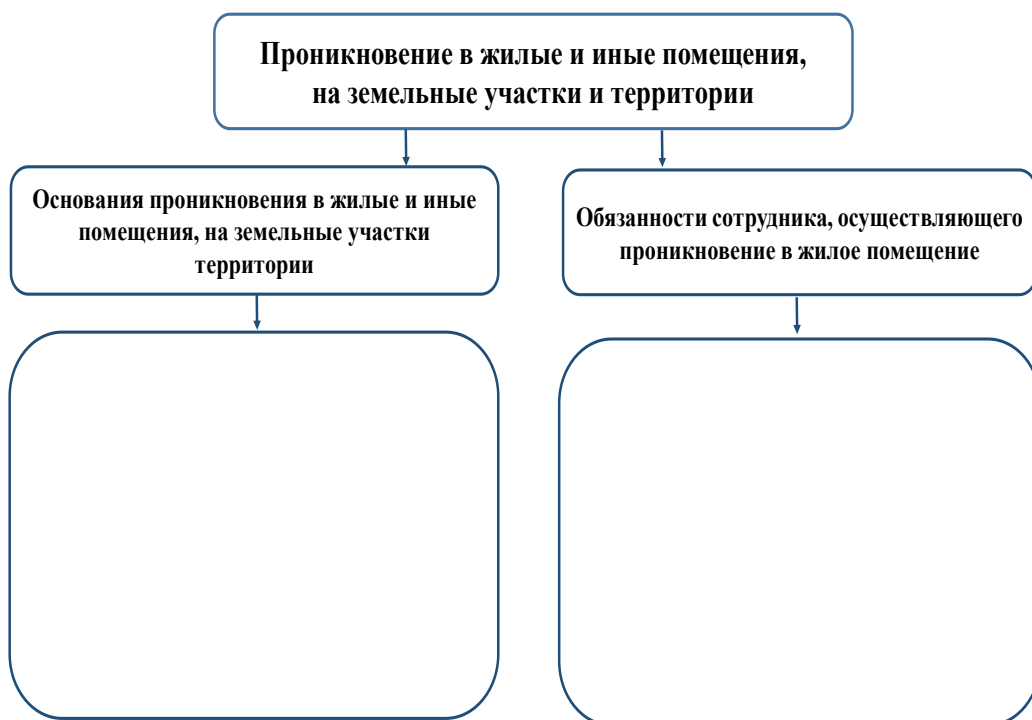 Проникновение в жилые и иные помещения,
на земельные участки и территории
Основания проникновения в жилые и иные
помещения, на земельные участки
территории
Обязанности сотрудника, осуществляющего
проникновение в жилое помещение